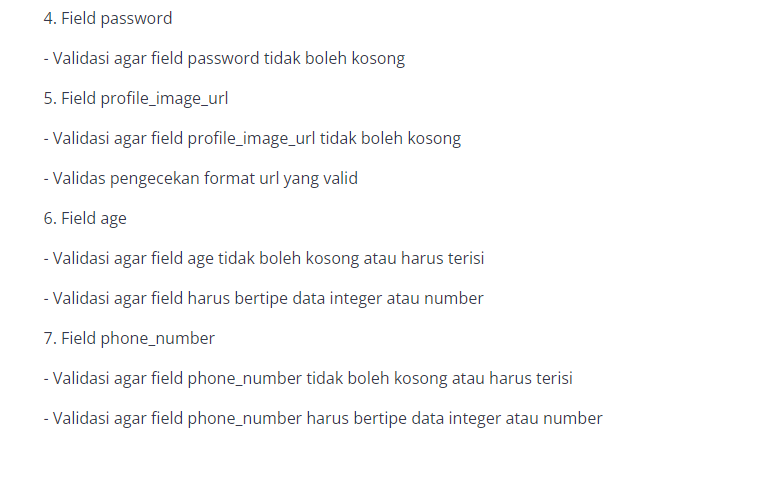 4. Field password
- Validasi agar field password tidak boleh kosong
5. Field profile_image_url
- Validasi agar field profile_image_url tidak boleh kosong
- Validas pengecekan format url yang valid
6. Field age
- Validasi agar field age tidak boleh kosong atau harus terisi
- Validasi agar field harus bertipe data integer atau number
7. Field phone_number
- Validasi agar field phone_number tidak boleh kosong atau harus terisi
- Validasi agar field phone_number harus bertipe data integer atau number